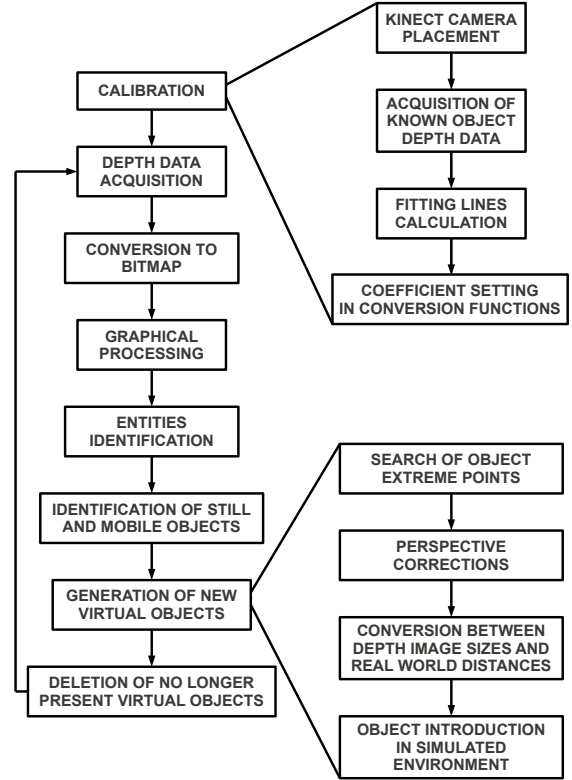 CALIBRATION
DEPTH DATA
ACQUISITION
CONVERSION TO
BITMAP
GRAPHICAL
PROCESSING
ENTITIES
IDENTIFICATION
IDENTIFICATION OF STILL
AND MOBILE OBJECTS
GENERATION OF NEW
VIRTUAL OBJECTS
DELETION OF NO LONGER
PRESENT VIRTUAL OBJECTS
KINECT CAMERA
PLACEMENT
ACQUISITION OF
KNOWN OBJECT
DEPTH DATA
FITTING LINES
CALCULATION
COEFFICIENT SETTING
IN CONVERSION FUNCTIONS
SEARCH OF OBJECT
EXTREME POINTS
PERSPECTIVE
CORRECTIONS
CONVERSION BETWEEN
DEPTH IMAGE SIZES AND
REAL WORLD DISTANCES
OBJECT INTRODUCTION
IN SIMULATED
ENVIRONMENT